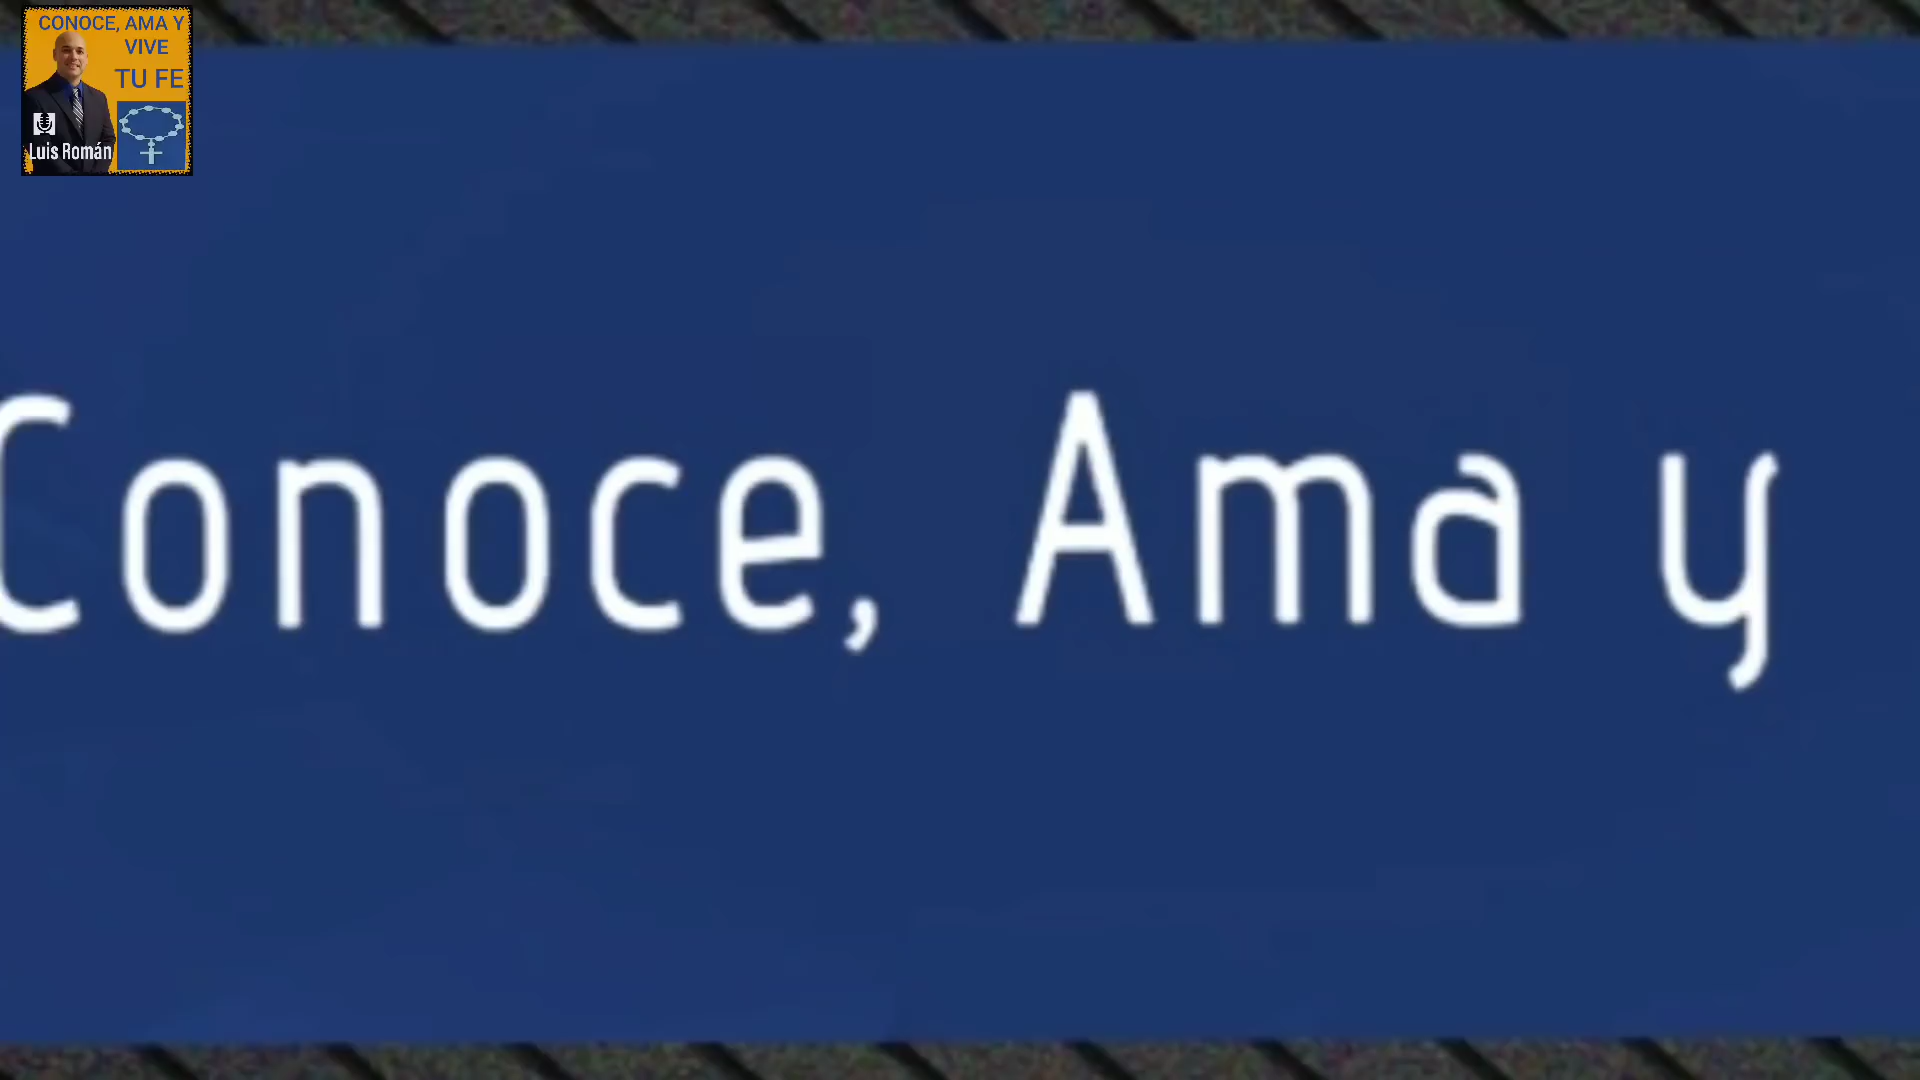 CONOCE, AMA Y
VIVE
TU FE
Luis Román
Conoce, Ama y